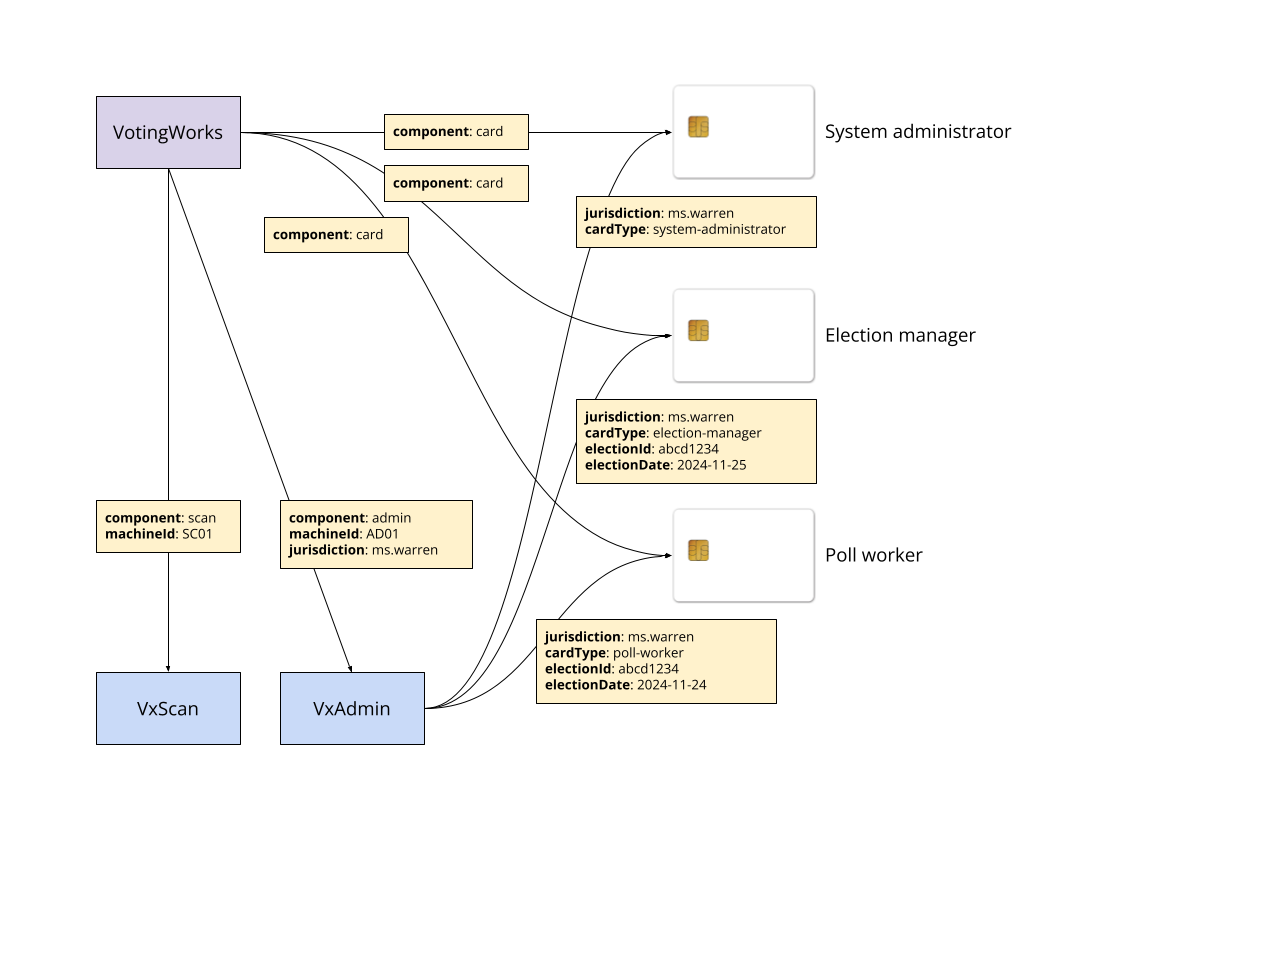 VotingWorks
component: card
System administrator
component: card
jurisdiction: ms.warren
cardType: system-administrator
component: card
Election manager
jurisdiction: ms.warren
cardType: election-manager
electionId: abcd1234
electionDate: 2024-11-25
component: scan
machineId: SC01
component: admin
machineId: AD01
jurisdiction: ms.warren
Poll worker
jurisdiction: ms.warren
cardType: poll-worker
electionId: abcd1234
electionDate: 2024-11-24
VxScan
VxAdmin